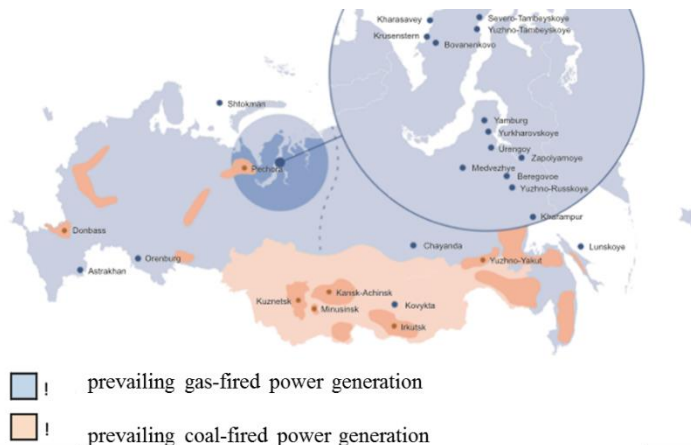 Kharasavey
Severo-Tambeyskoye
Krusenstern
Yuzhno-Tambeyskoye
Bovanenkovo
Shtokman
Yamburg
Yurkharovskoye
Urengoy
Zapolyarnoye
Medvezhye
Pechora
Beregovoe
Yuzhno-Russkoye
Kharampur
Donbass
Chayanda
Lunskoye
Orenburg
Yuzhno-Yakut
Astrakhan
Kansk-Achinsk
Kuznetsk
Kovykta
Minusinsk
Irkutsk
! prevailing gas-fired power generation
! prevailing coal-fired power generation